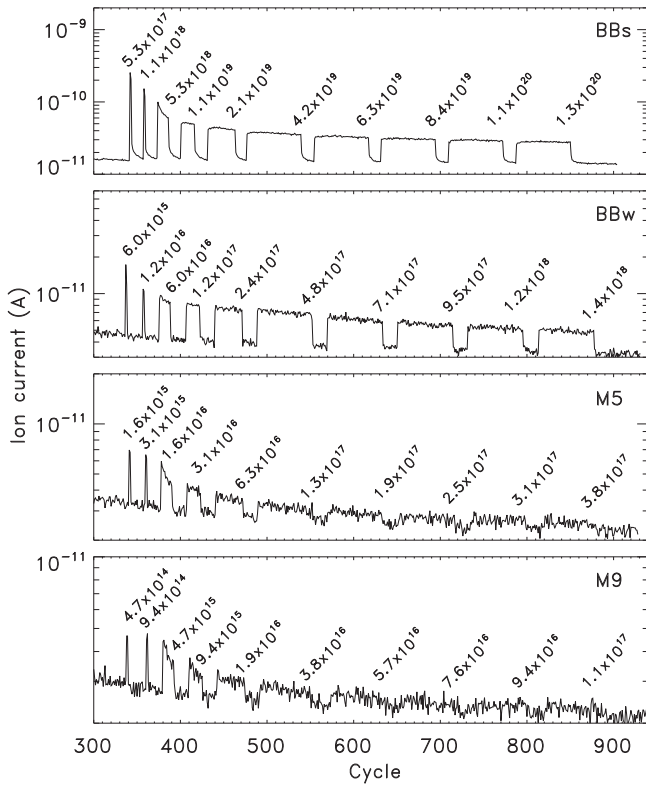 10⁻⁹
BBs
5.3x10¹⁷
1.1x10¹⁸
5.3x10¹⁸
1.1x10¹⁹
2.1x10¹⁹
4.2x10¹⁹
6.3x10¹⁹
8.4x10¹⁹
1.1x10²⁰
1.3x10²⁰
10⁻¹⁰
10⁻¹¹
BBw
6.0x10¹⁵
1.2x10¹⁶
6.0x10¹⁶
1.2x10¹⁷
2.4x10¹⁷
4.8x10¹⁷
7.1x10¹⁷
9.5x10¹⁷
1.2x10¹⁸
1.4x10¹⁸
10⁻¹¹
Ion current (A)
M5
1.6x10¹⁵
3.1x10¹⁵
1.6x10¹⁶
3.1x10¹⁶
6.3x10¹⁶
1.3x10¹⁷
1.9x10¹⁷
2.5x10¹⁷
3.1x10¹⁷
3.8x10¹⁷
10⁻¹¹
10⁻¹¹
M9
4.7x10¹⁴
9.4x10¹⁴
4.7x10¹⁵
9.4x10¹⁵
1.9x10¹⁶
3.8x10¹⁶
5.7x10¹⁶
7.6x10¹⁶
9.4x10¹⁶
1.1x10¹⁷
300 400 500 600 700 800 900
Cycle